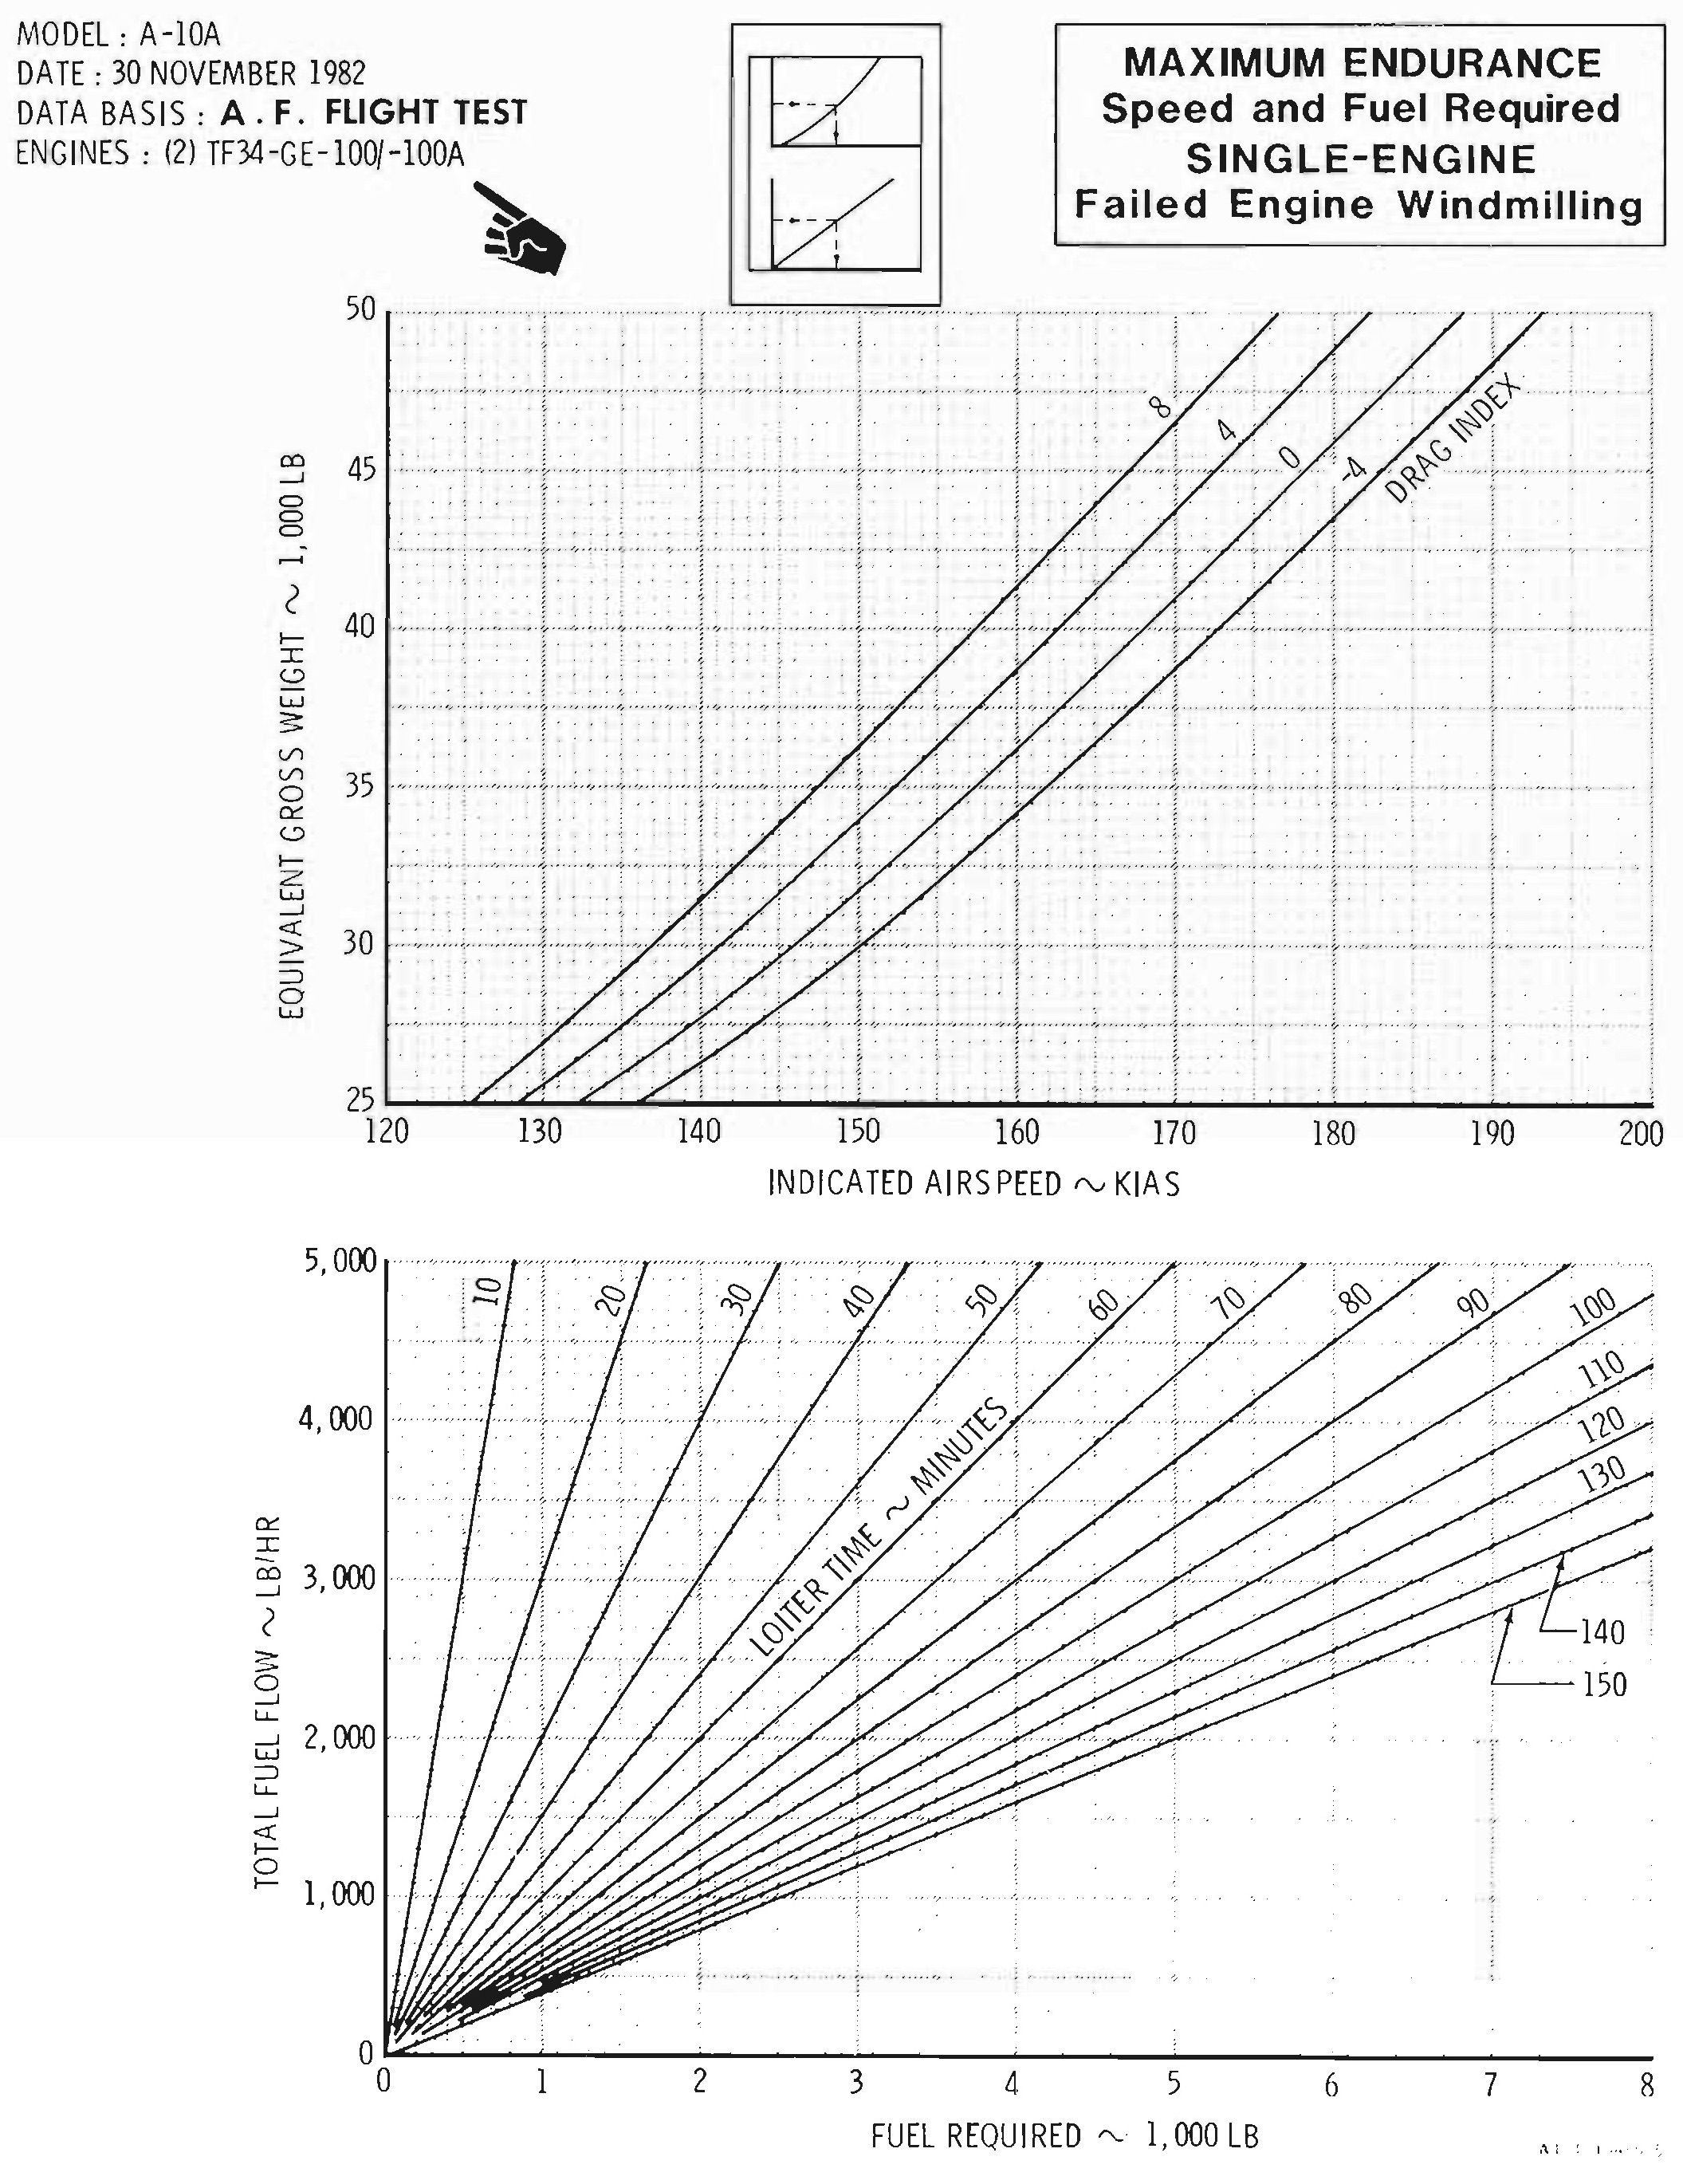 MODEL : A-10A
DATE : 30 NOVEMBER 1982
DATA BASIS : A . F. FLIGHT TEST
ENGINES : (2) TF34-GE-100/-100A
MAXIMUM ENDURANCE
Speed and Fuel Required
SINGLE-ENGINE
Failed Engine Windmilling
EQUIVALENT GROSS WEIGHT ~ 1,000 LB
50
45
40
35
30
25
8
4
0
-4
DRAG INDEX
120 130 140 150 160 170 180 190 200
INDICATED AIRSPEED ~ KIAS
TOTAL FUEL FLOW ~ LB/HR
5,000
4,000
3,000
2,000
1,000
0
10 20 30 40 50 60 70 80 90 100
110
120
130
140
150
LOITER TIME ~ MINUTES
0 1 2 3 4 5 6 7 8
FUEL REQUIRED ~ 1,000 LB